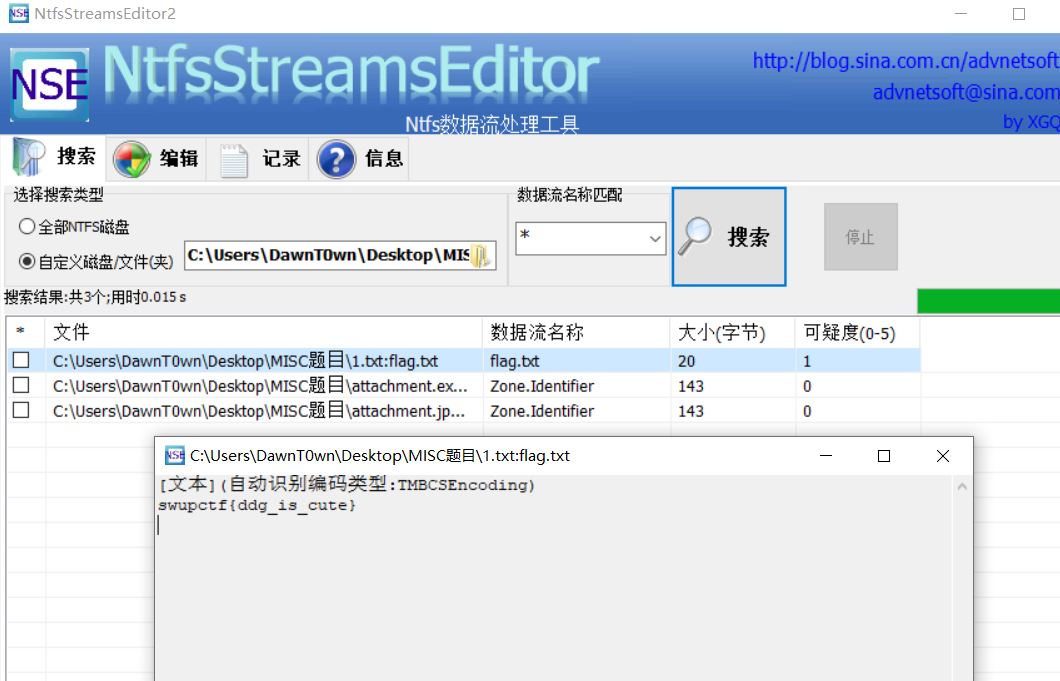 NtfsStreamsEditor2
NSE NtfsStreamsEditor
http://blog.sina.com.cn/advnetsoft
advnetsoft@sina.com
Ntfs数据流处理工具
by XGQ
搜索 编辑 记录 信息
选择搜索类型
数据流名称匹配
全部NTFS磁盘
*
搜索
停止
自定义磁盘/文件(夹) C:\Users\DawnT0wn\Desktop\MIS
搜索结果:共3个;用时0.015 s
* 文件 数据流名称 大小(字节) 可疑度(0-5)
C:\Users\DawnT0wn\Desktop\MISC题目\1.txt:flag.txt flag.txt 20 1
C:\Users\DawnT0wn\Desktop\MISC题目\attachment.ex... Zone.Identifier 143 0
C:\Users\DawnT0wn\Desktop\MISC题目\attachment.jp... Zone.Identifier 143 0
C:\Users\DawnT0wn\Desktop\MISC题目\1.txt:flag.txt
[文本](自动识别编码类型:TMBCSEncoding)
swupctf{ddg_is_cute}